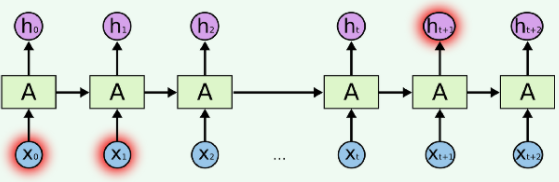 h₀ h₁ h₂ hₜ hₜ₊₁ hₜ₊₂
A A A A A A
x₀ x₁ x₂ ... xₜ xₜ₊₁ xₜ₊₂